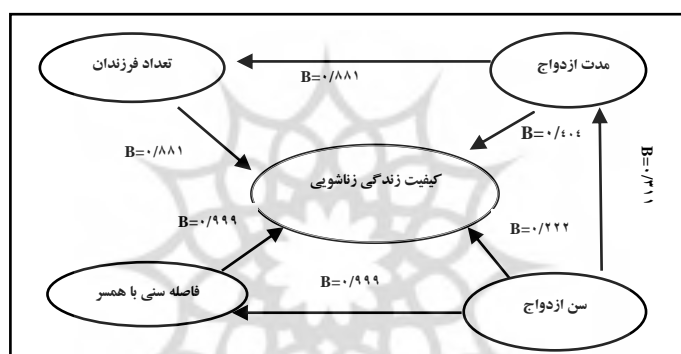 مدت ازدواج
تعداد فرزندان
B=۰/۸۸۱
B=۰/۴۰۴
B=۰/۸۸۱
B=۰/۳۱۱
کیفیت زندگی زناشویی
B=۰/۹۹۹
B=۰/۲۲۲
B=۰/۹۹۹
فاصله سنی با همسر
سن ازدواج